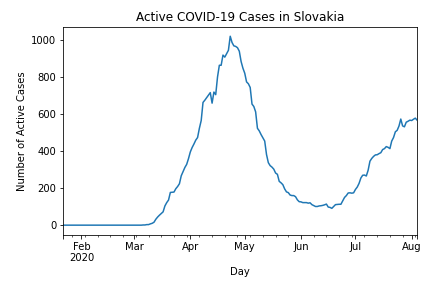 Active COVID-19 Cases in Slovakia
Number of Active Cases
1000
800
600
400
200
0
Feb
2020
Mar
Apr
May
Jun
Jul
Aug
Day